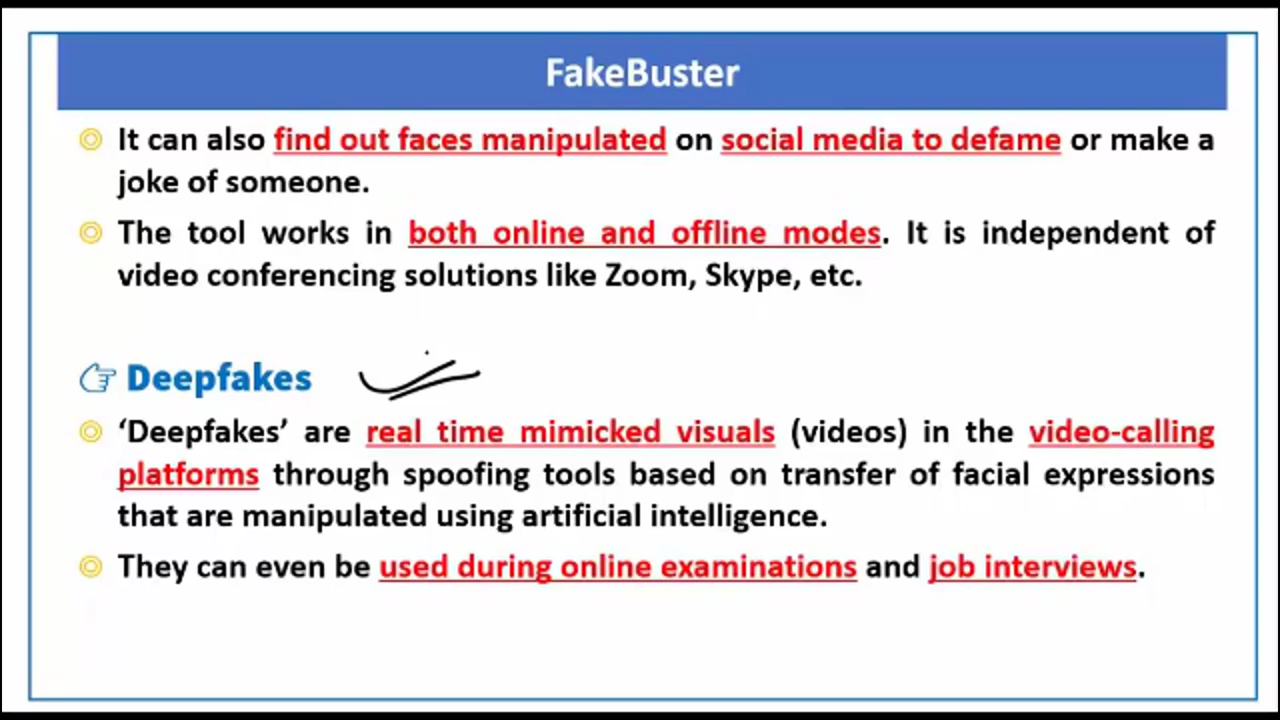 FakeBuster
It can also find out faces manipulated on social media to defame or make a
joke of someone.
The tool works in both online and offline modes. It is independent of
video conferencing solutions like Zoom, Skype, etc.
Deepfakes
‘Deepfakes’ are real time mimicked visuals (videos) in the video-calling
platforms through spoofing tools based on transfer of facial expressions
that are manipulated using artificial intelligence.
They can even be used during online examinations and job interviews.